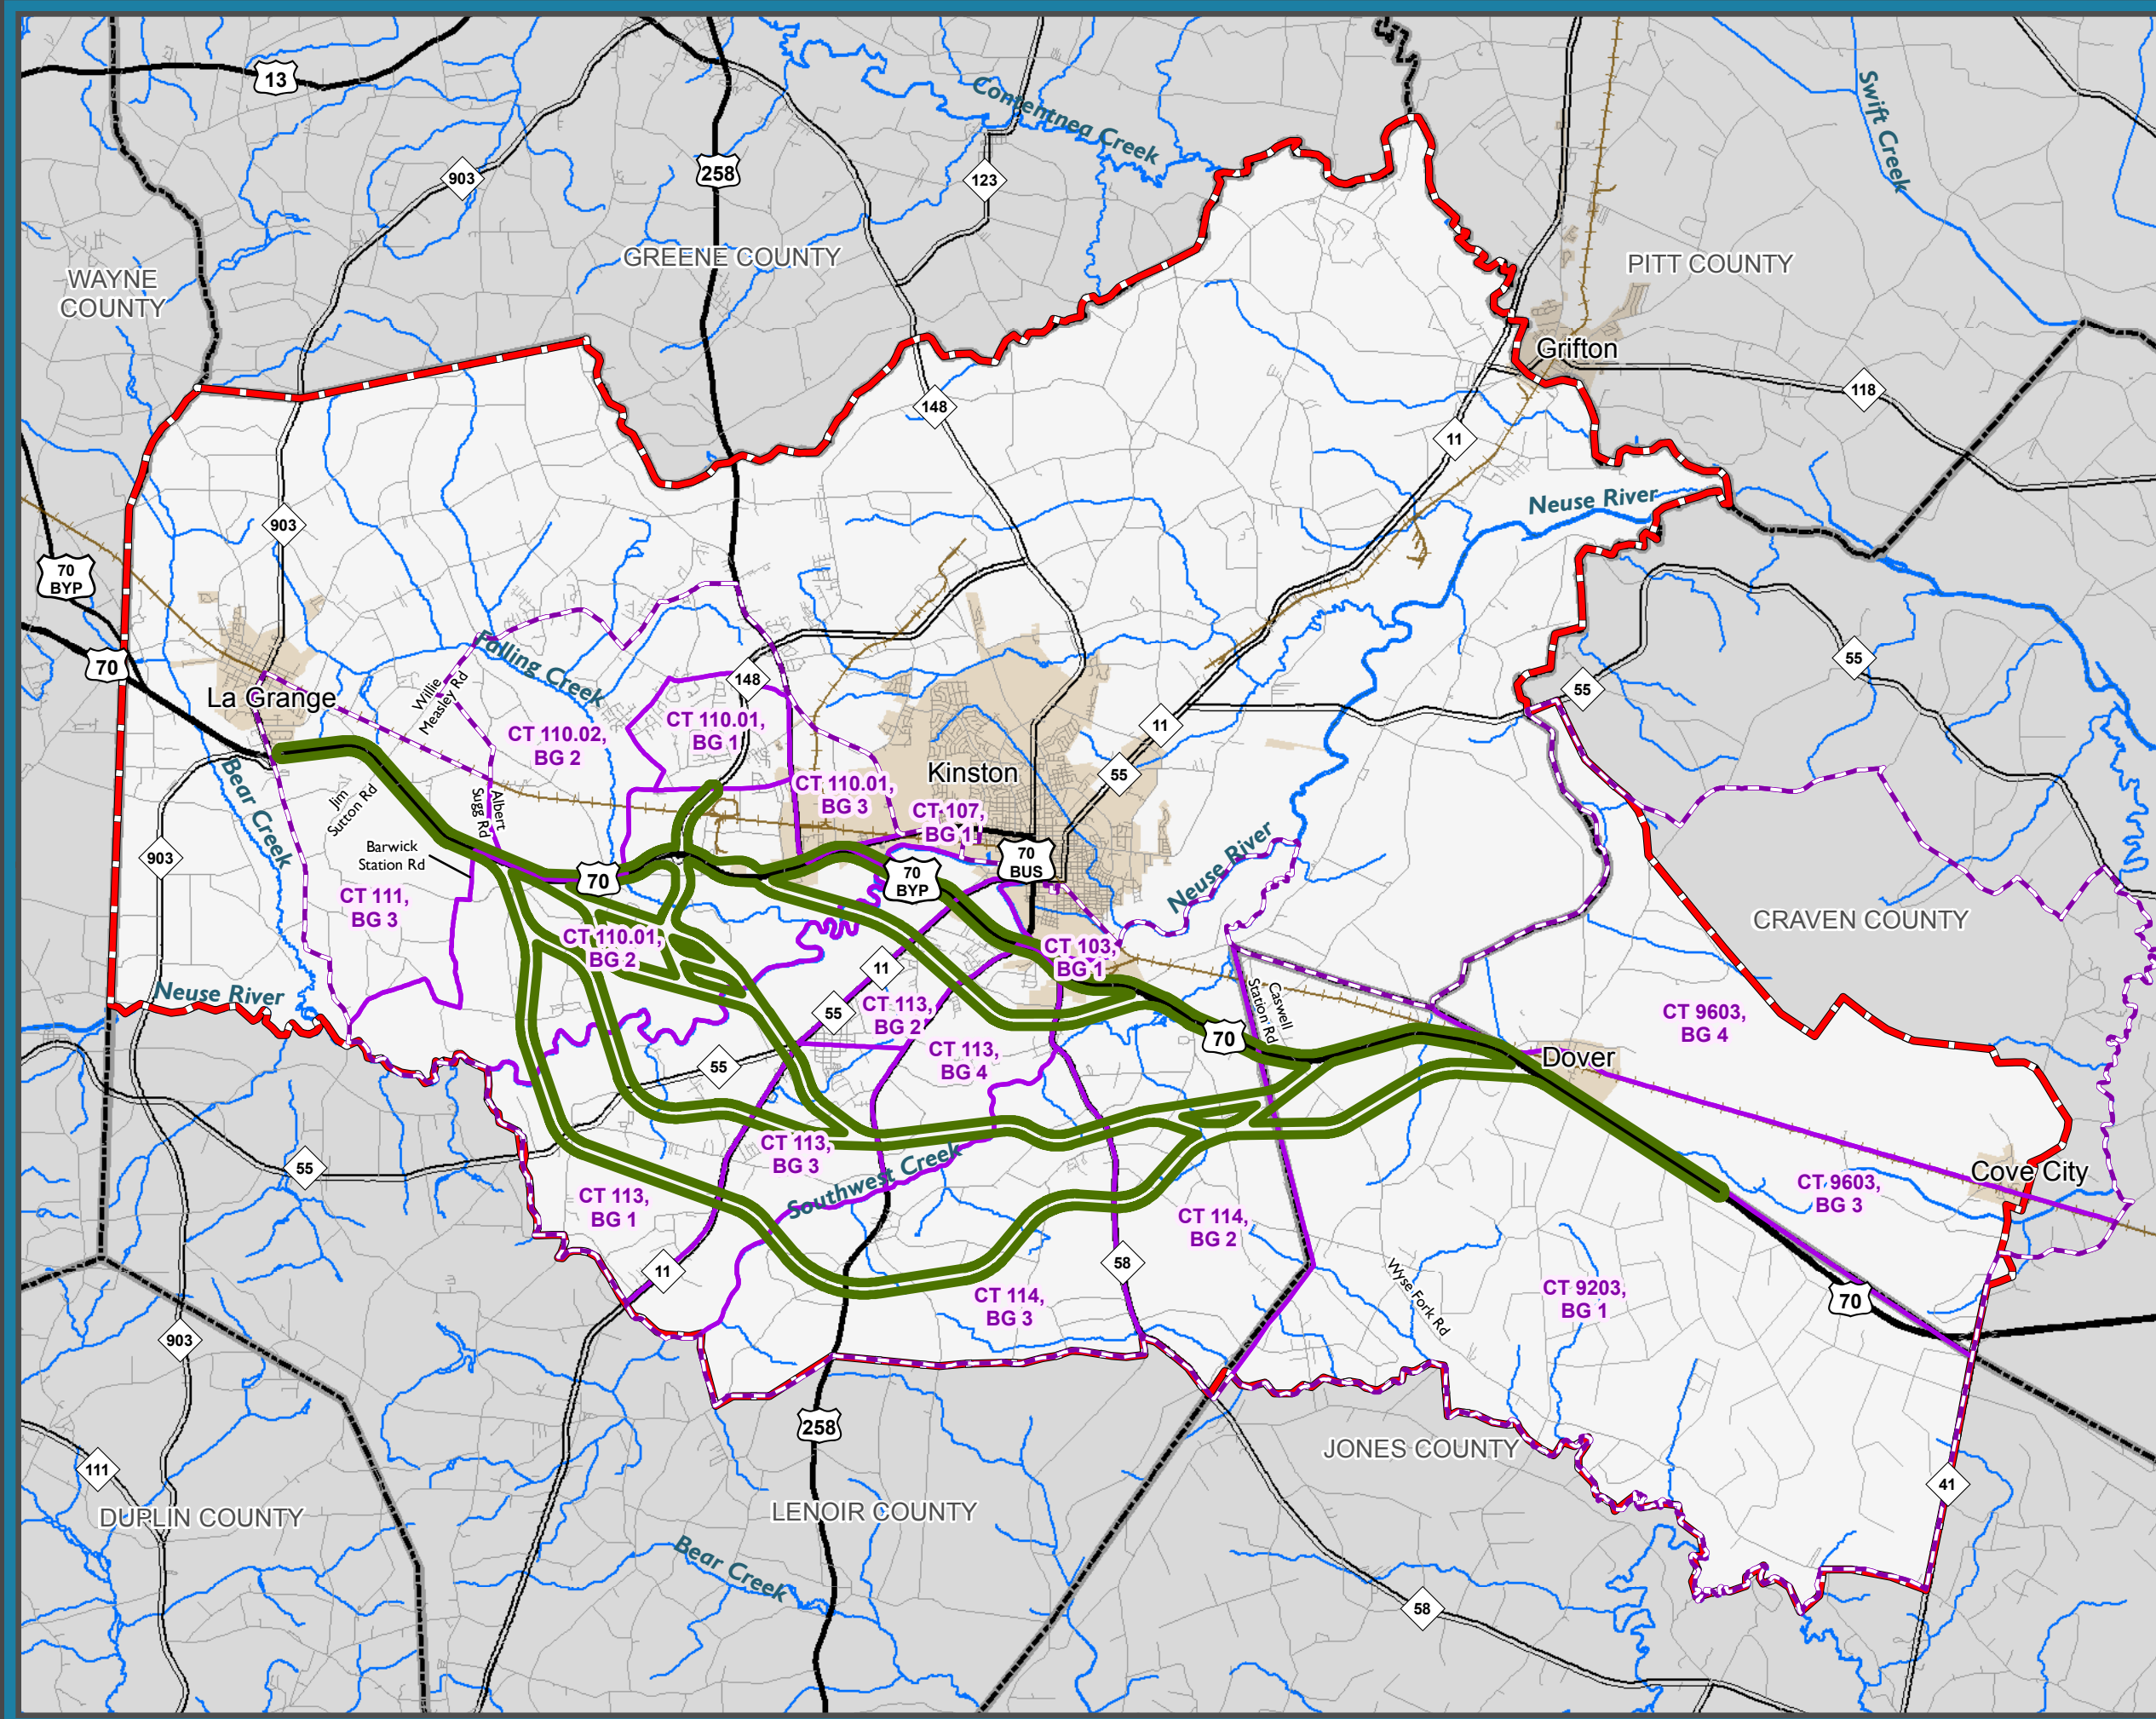 13
Contentnea Creek
Swift Creek
903
258
123
GREENE COUNTY
PITT COUNTY
WAYNE
COUNTY
Grifton
118
148
11
903
Neuse River
70
BYP
70
55
55
Falling Creek
Willie
Measley Rd
148
La Grange
11
CT 110.02,
BG 2
CT 110.01,
BG 1
55
Kinston
Bear Creek
Jim
Sutton Rd
Albert
Sugg Rd
CT 110.01,
BG 3
CT 107,
BG 1
903
Barwick
Station Rd
70
70
BYP
70
BUS
Neuse River
CT 111,
BG 3
CRAVEN COUNTY
CT 110.01,
BG 2
CT 103,
BG 1
11
Neuse River
55
CT 113,
BG 2
Caswell
Station Rd
CT 9603,
BG 4
70
CT 113,
BG 4
Dover
55
55
CT 113,
BG 3
Southwest Creek
Cove City
CT 9603,
BG 3
CT 113,
BG 1
CT 114,
BG 2
11
58
Wyse Fork Rd
CT 114,
BG 3
CT 9203,
BG 1
70
903
258
JONES COUNTY
111
41
DUPLIN COUNTY
LENOIR COUNTY
Bear Creek
58